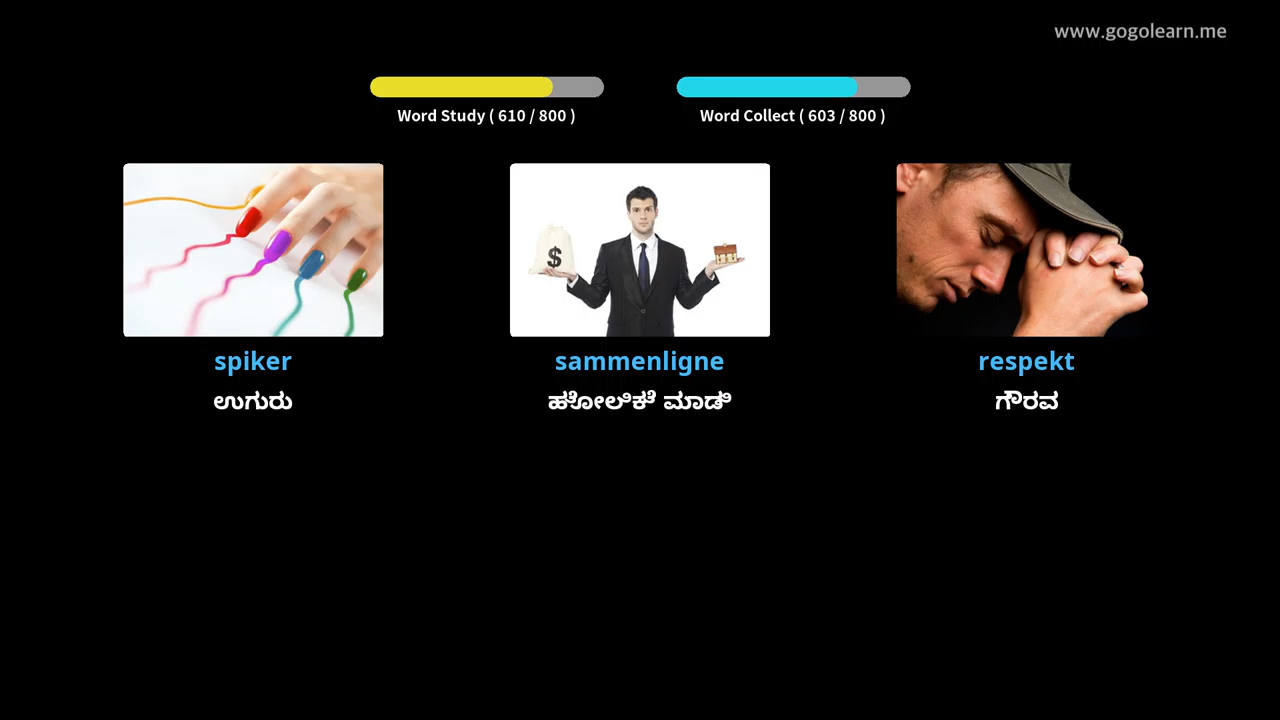 www.gogolearn.me
Word Study ( 610 / 800 )
Word Collect ( 603 / 800 )
$
spiker
sammenligne
respekt
ಉಗುರು
ಹೋಲಿಕೆ ಮಾಡಿ
ಗೌರವ